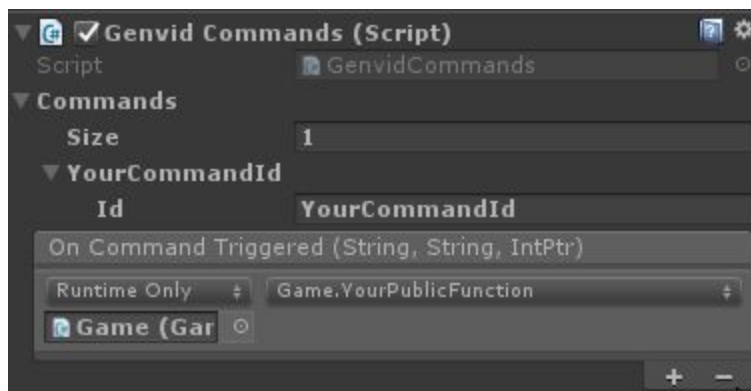 Genvid Commands (Script)
Script GenvidCommands
Commands
Size 1
YourCommandId
Id YourCommandId
On Command Triggered (String, String, IntPtr)
Runtime Only Game.YourPublicFunction
Game (Gar
+ −